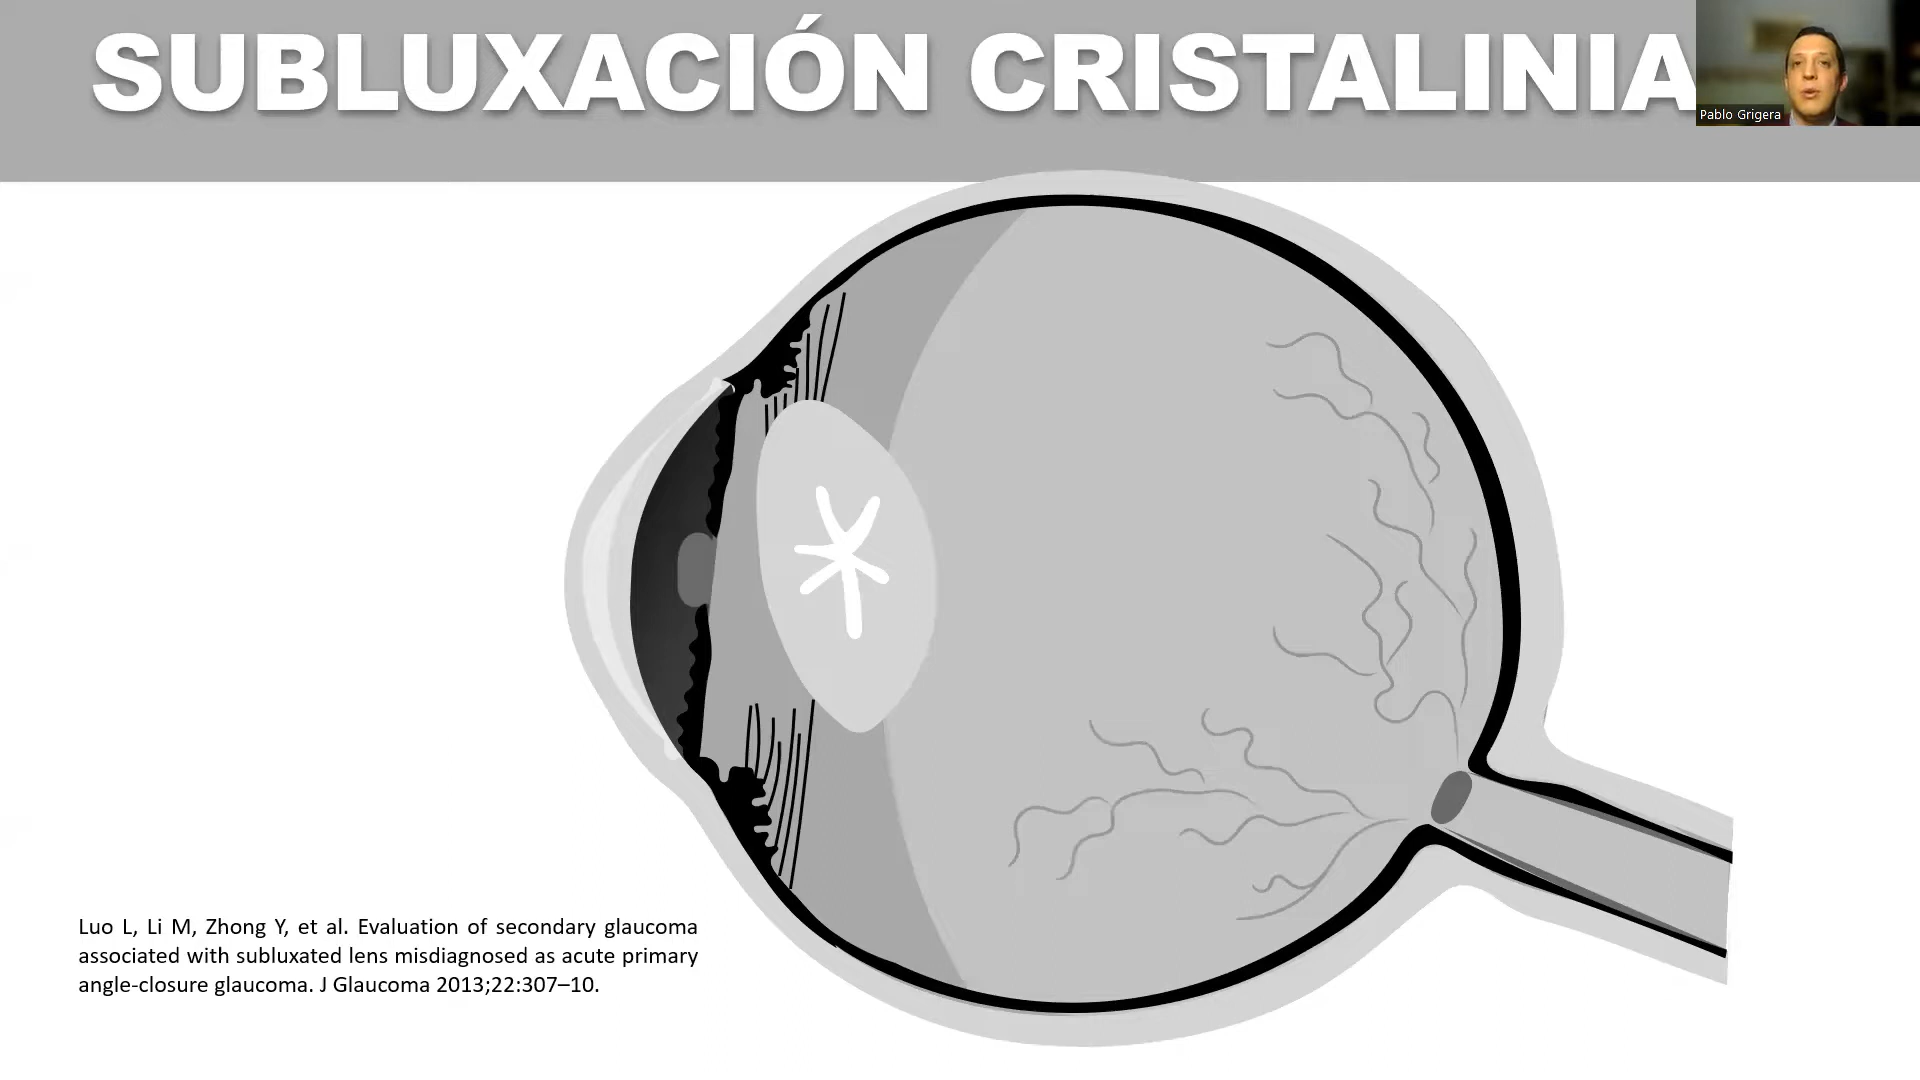 SUBLUXACIÓN CRISTALINIA
Pablo Grigera
Luo L, Li M, Zhong Y, et al. Evaluation of secondary glaucoma
associated with subluxated lens misdiagnosed as acute primary
angle-closure glaucoma. J Glaucoma 2013;22:307–10.